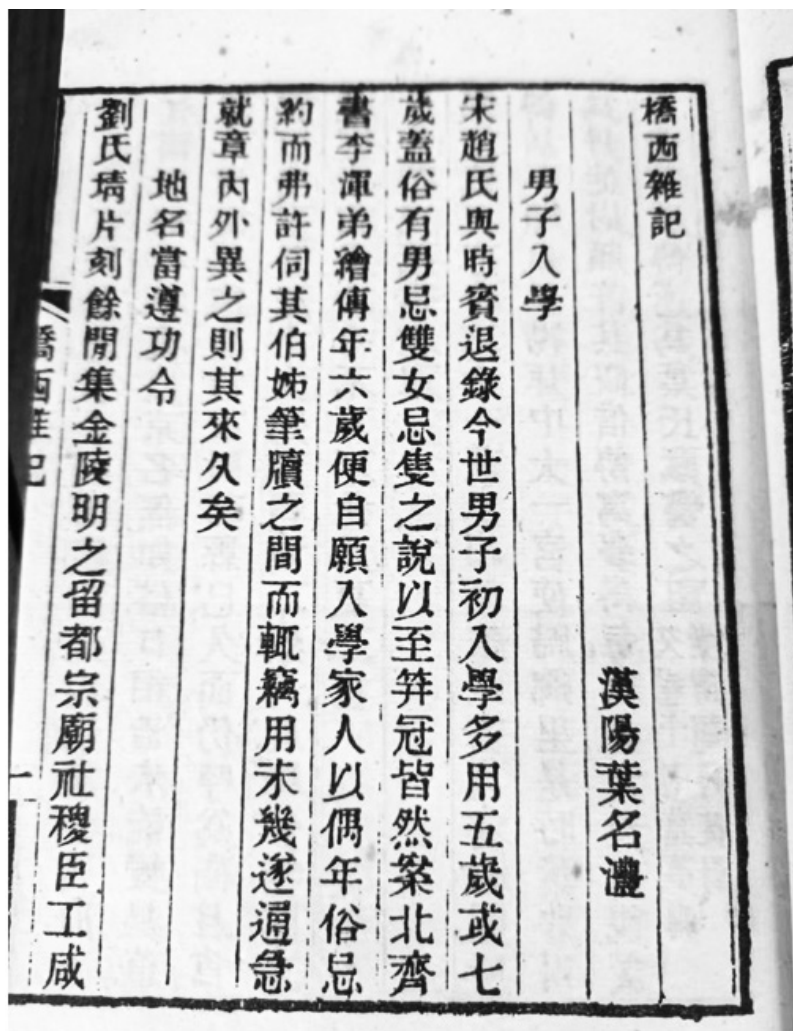 橋西雜記
漢陽葉名灃
男子入學
宋趙氏與時賓退錄今世男子初入學多用五歲或七
歲蓋俗有男忌雙女忌隻之說以至笄冠皆然案北齊
書李渾弟繪傳年六歲便自願入學家人以偶年俗忌
約而弗許伺其伯姊筆牘之間而輒竊用未幾遂通急
就章內外異之則其來久矣
地名當遵功令
劉氏瑃片刻餘閒集金陵明之留都宗廟社稷臣工咸
橋西雜記
一